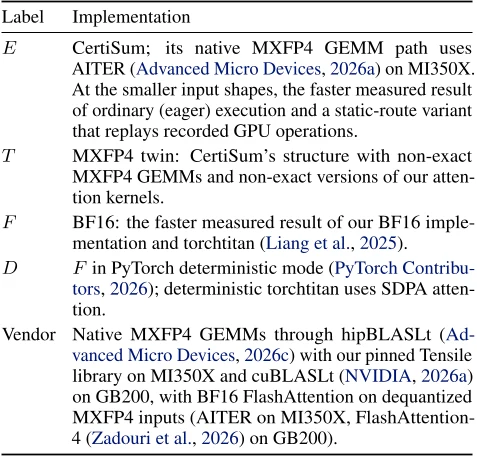 Label Implementation
E CertiSum; its native MXFP4 GEMM path uses
AITER (Advanced Micro Devices, 2026a) on MI350X.
At the smaller input shapes, the faster measured result
of ordinary (eager) execution and a static-route variant
that replays recorded GPU operations.
T MXFP4 twin: CertiSum's structure with non-exact
MXFP4 GEMMs and non-exact versions of our atten-
tion kernels.
F BF16: the faster measured result of our BF16 imple-
mentation and torchtitan (Liang et al., 2025).
D F in PyTorch deterministic mode (PyTorch Contribu-
tors, 2026); deterministic torchtitan uses SDPA atten-
tion.
Vendor Native MXFP4 GEMMs through hipBLASLt (Ad-
vanced Micro Devices, 2026c) with our pinned Tensile
library on MI350X and cuBLASLt (NVIDIA, 2026a)
on GB200, with BF16 FlashAttention on dequantized
MXFP4 inputs (AITER on MI350X, FlashAttention-
4 (Zadouri et al., 2026) on GB200).